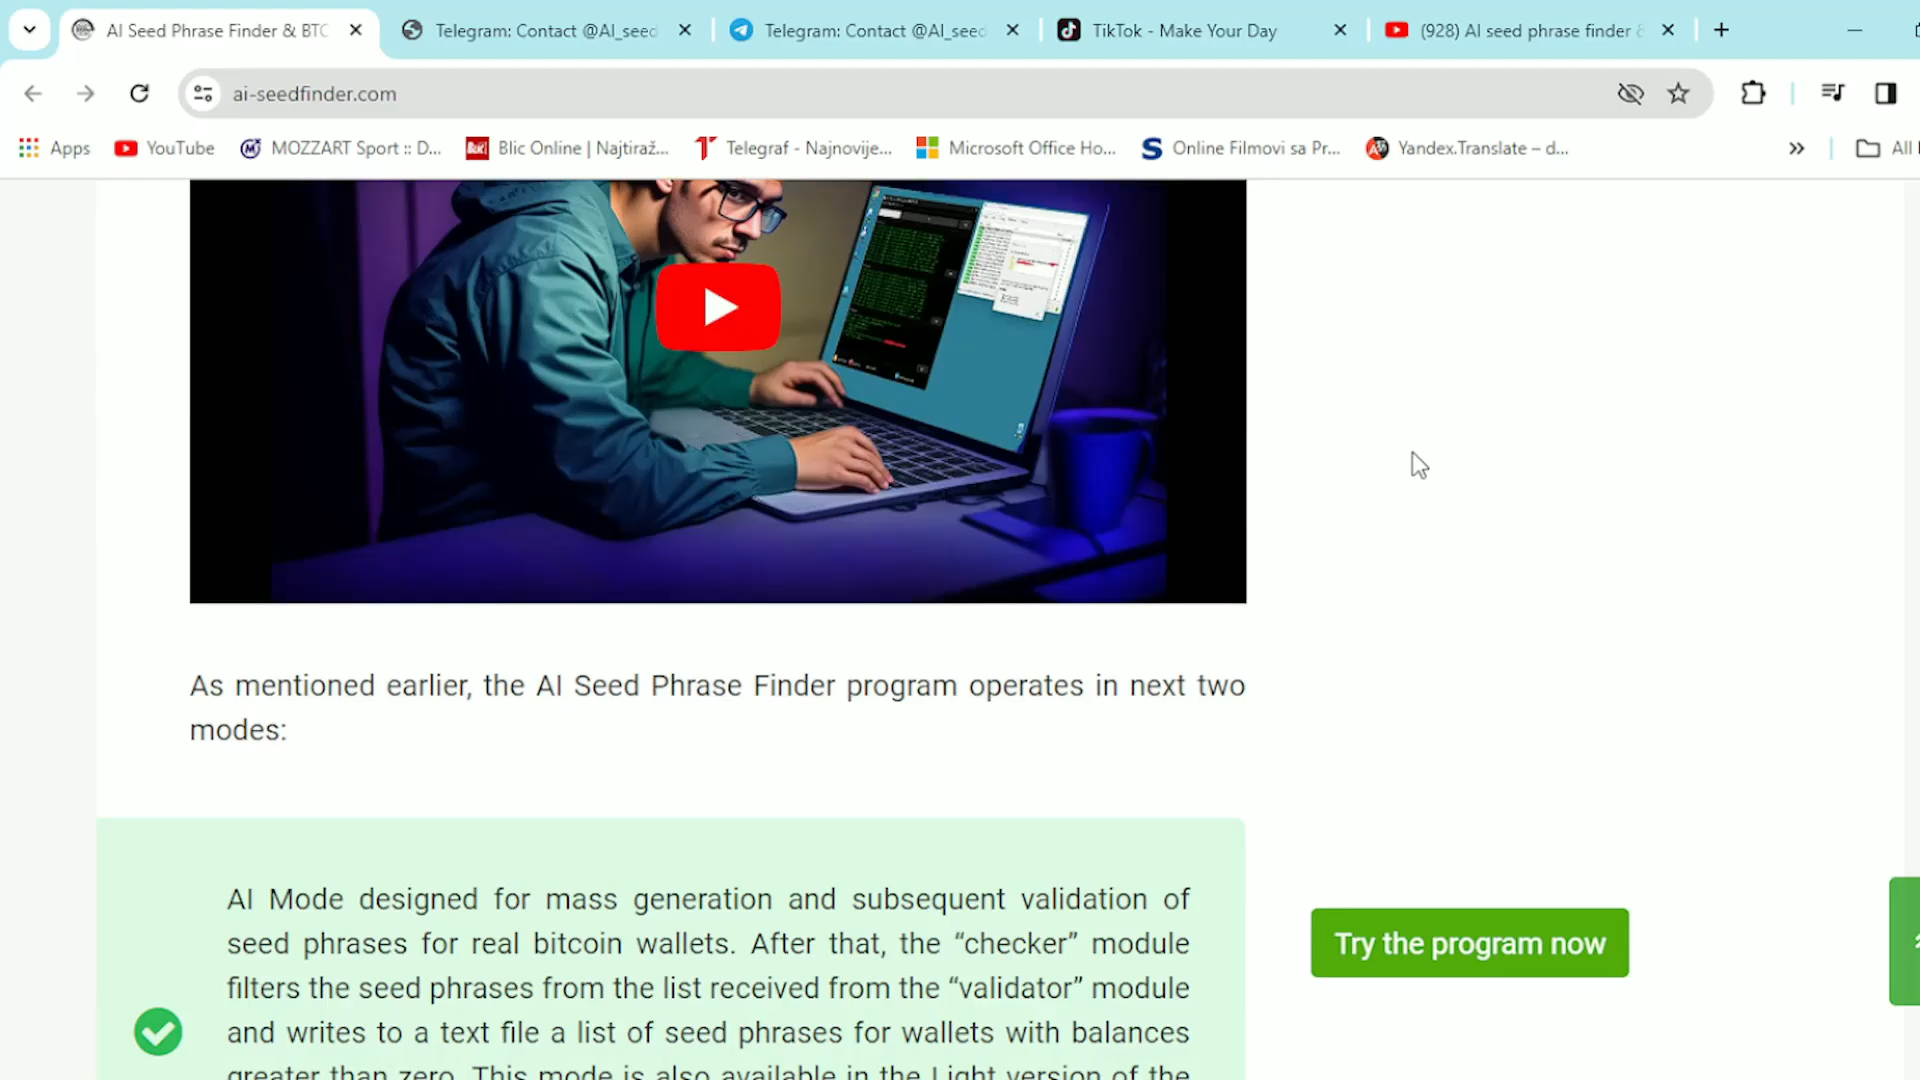 AI Seed Phrase Finder & BTC
Telegram: Contact @AI_seed
Telegram: Contact @AI_seed
TikTok - Make Your Day
(928) AI seed phrase finder &
ai-seedfinder.com
Apps
YouTube
MOZZART Sport :: D...
Blic Online | Najtiraž...
Telegraf - Najnovije...
Microsoft Office Ho...
Online Filmovi sa Pr...
Yandex.Translate – d...
All
As mentioned earlier, the AI Seed Phrase Finder program operates in next two
modes:
AI Mode designed for mass generation and subsequent validation of
seed phrases for real bitcoin wallets. After that, the “checker” module
filters the seed phrases from the list received from the “validator” module
and writes to a text file a list of seed phrases for wallets with balances
greater than zero. This mode is also available in the Light version of the
Try the program now